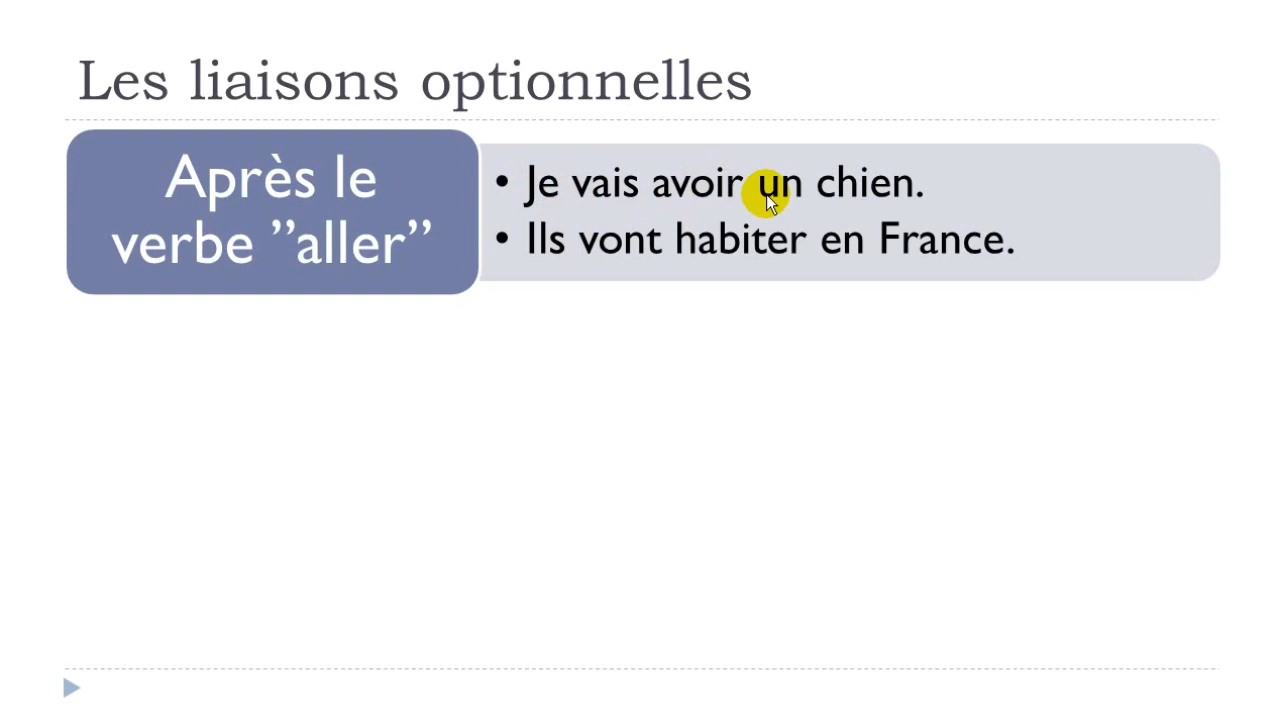 Les liaisons optionnelles
Après le
verbe ”aller”
• Je vais avoir un chien.
• Ils vont habiter en France.